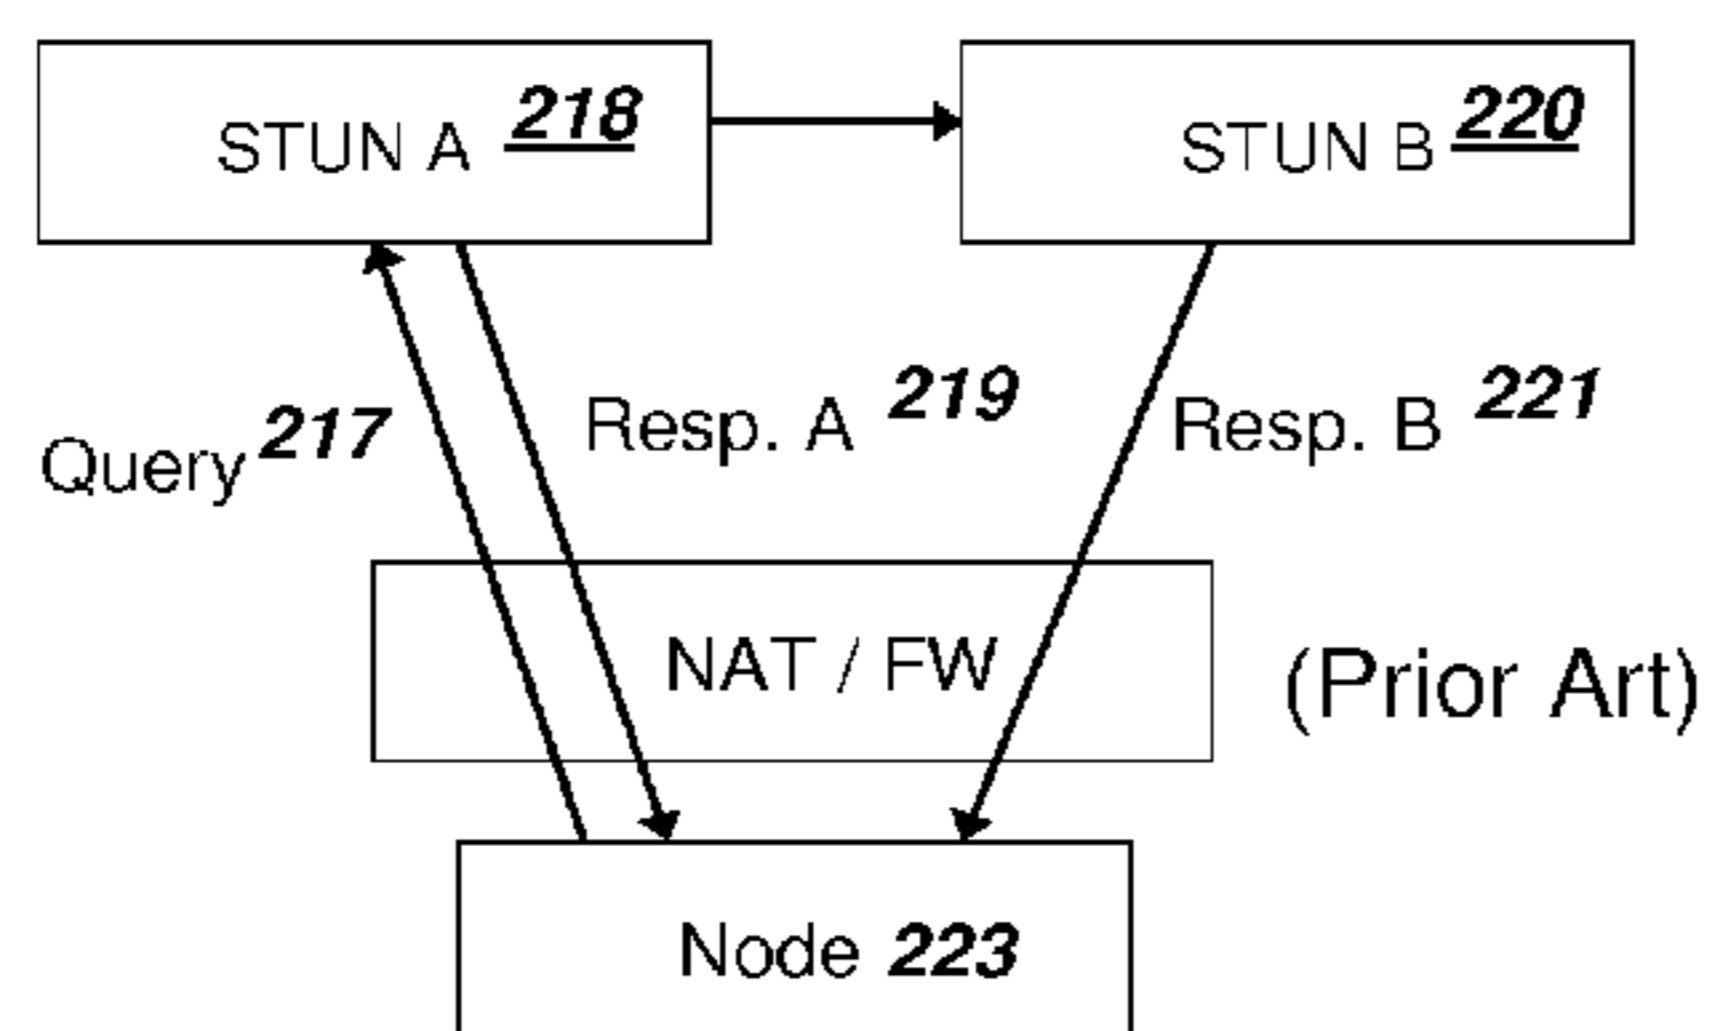 STUN A 218
STUN B 220
Query 217
Resp. A 219
Resp. B 221
NAT / FW
(Prior Art)
Node 223